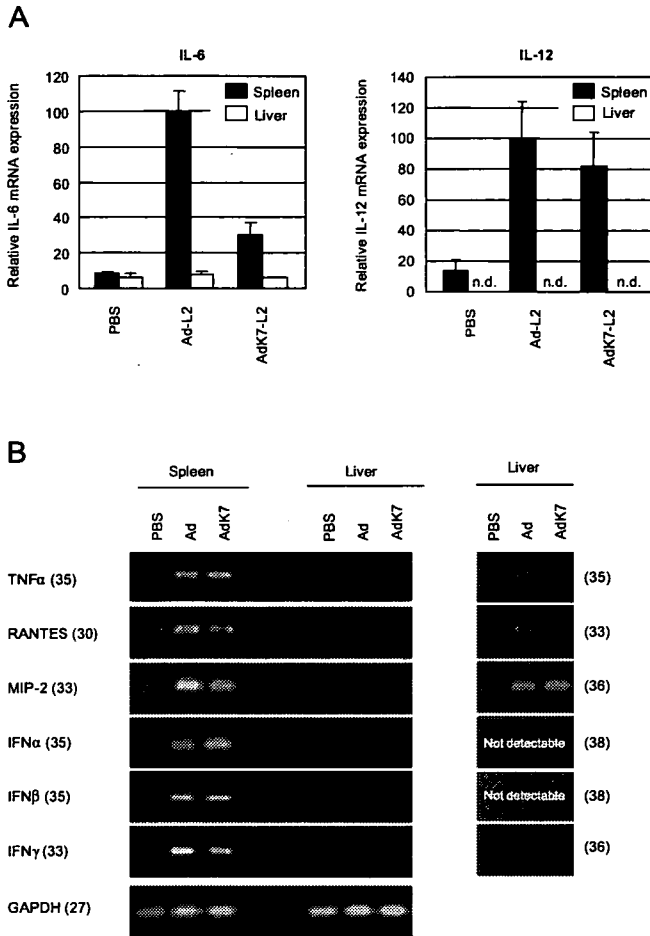 A
IL-6
Relative IL-6 mRNA expression
120
100
80
60
40
20
0
Spleen
Liver
PBS
Ad-L2
AdK7-L2
IL-12
Relative IL-12 mRNA expression
140
120
100
80
60
40
20
0
Spleen
Liver
n.d.
n.d.
n.d.
PBS
Ad-L2
AdK7-L2
B
Spleen
Liver
Liver
PBS
Ad
AdK7
PBS
Ad
AdK7
PBS
Ad
AdK7
TNFα (35)
(35)
RANTES (30)
(33)
MIP-2 (33)
(36)
IFNα (35)
Not detectable
(38)
IFNβ (35)
Not detectable
(38)
IFNγ (33)
(36)
GAPDH (27)